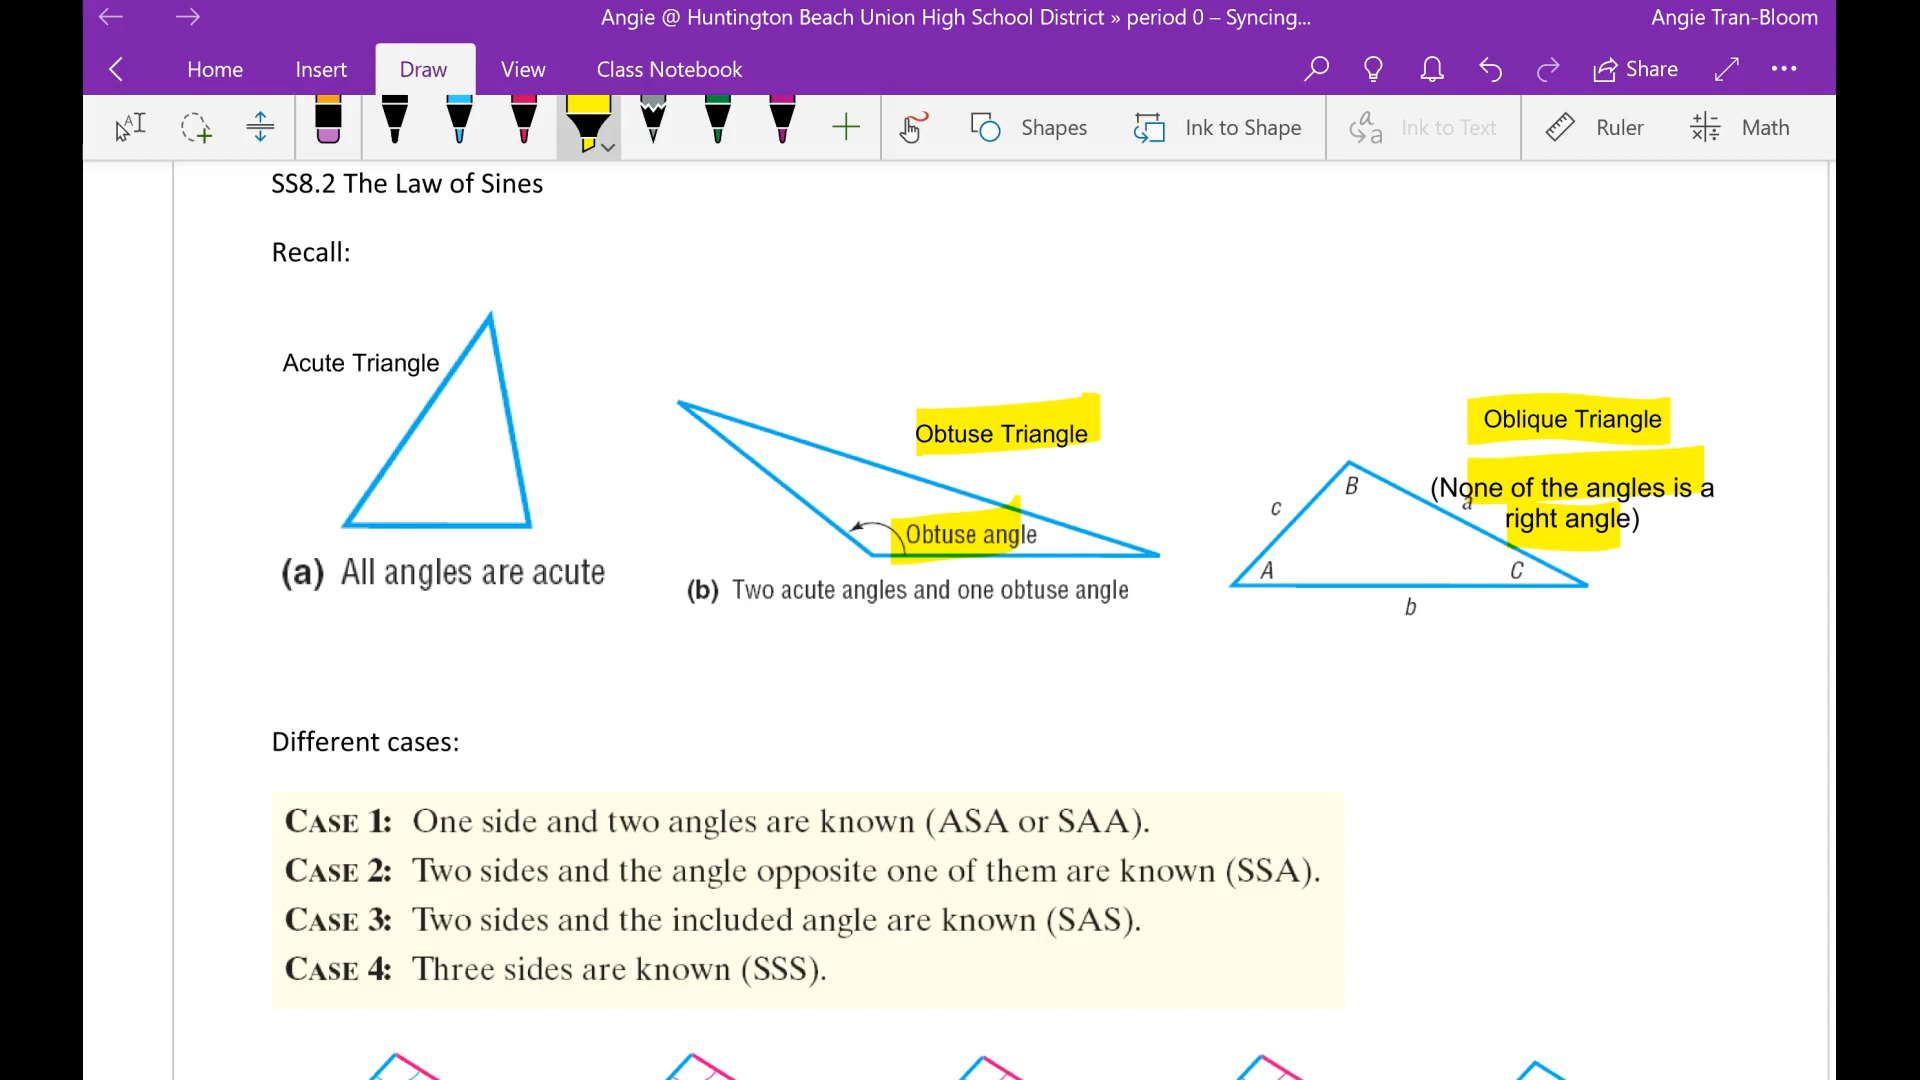 Angie @ Huntington Beach Union High School District » period 0 – Syncing...
Angie Tran-Bloom
Home Insert Draw View Class Notebook
Share
Shapes Ink to Shape Ink to Text Ruler Math
SS8.2 The Law of Sines
Recall:
Acute Triangle
(a) All angles are acute
Obtuse Triangle
Obtuse angle
(b) Two acute angles and one obtuse angle
Oblique Triangle
(None of the angles is a
right angle)
B
c
a
A
C
b
Different cases:
CASE 1: One side and two angles are known (ASA or SAA).
CASE 2: Two sides and the angle opposite one of them are known (SSA).
CASE 3: Two sides and the included angle are known (SAS).
CASE 4: Three sides are known (SSS).